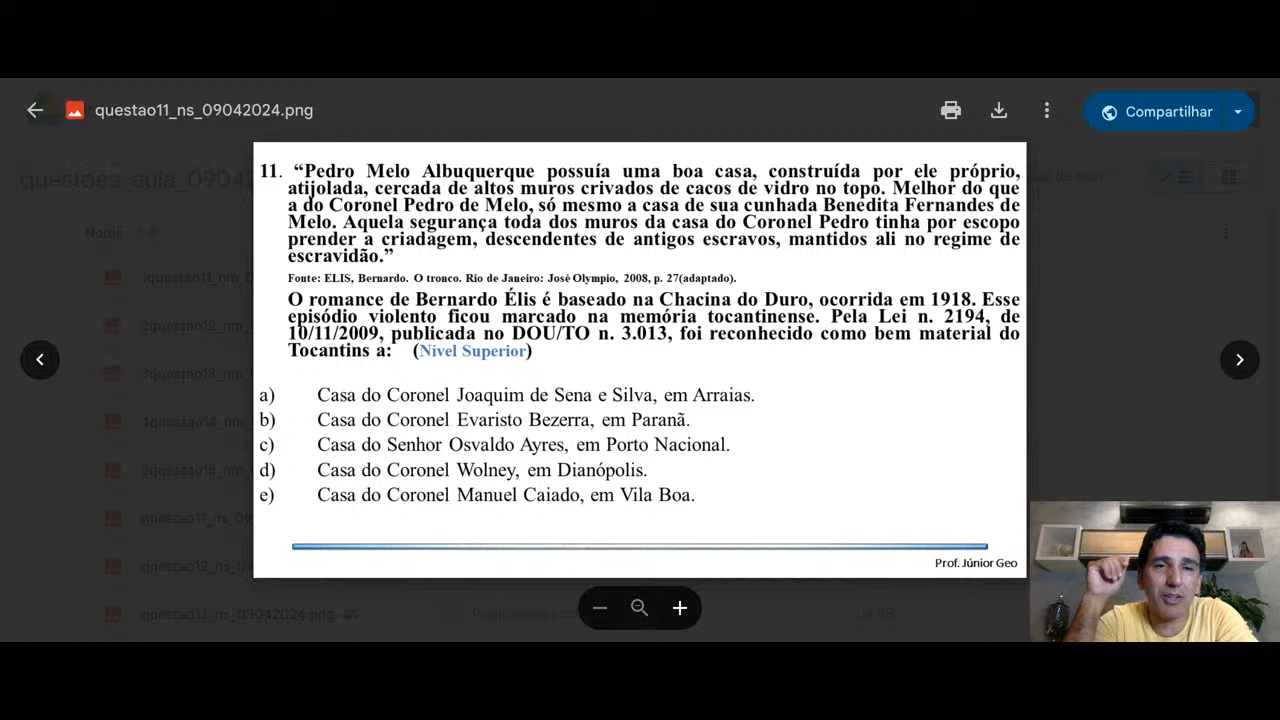 questao11_ns_09042024.png
Compartilhar
questões_aula_0904
Nome
11. “Pedro Melo Albuquerque possuía uma boa casa, construída por ele próprio,
atijolada, cercada de altos muros crivados de cacos de vidro no topo. Melhor do que
a do Coronel Pedro de Melo, só mesmo a casa de sua cunhada Benedita Fernandes de
Melo. Aquela segurança toda dos muros da casa do Coronel Pedro tinha por escopo
prender a criadagem, descendentes de antigos escravos, mantidos ali no regime de
escravidão.”
Fonte: ELIS, Bernardo. O tronco. Rio de Janeiro: José Olympio, 2008, p. 27(adaptado).
O romance de Bernardo Élis é baseado na Chacina do Duro, ocorrida em 1918. Esse
episódio violento ficou marcado na memória tocantinense. Pela Lei n. 2194, de
10/11/2009, publicada no DOU/TO n. 3.013, foi reconhecido como bem material do
Tocantins a: (Nível Superior)
a) Casa do Coronel Joaquim de Sena e Silva, em Arraias.
b) Casa do Coronel Evaristo Bezerra, em Paranã.
c) Casa do Senhor Osvaldo Ayres, em Porto Nacional.
d) Casa do Coronel Wolney, em Dianópolis.
e) Casa do Coronel Manuel Caiado, em Vila Boa.
Prof. Júnior Geo